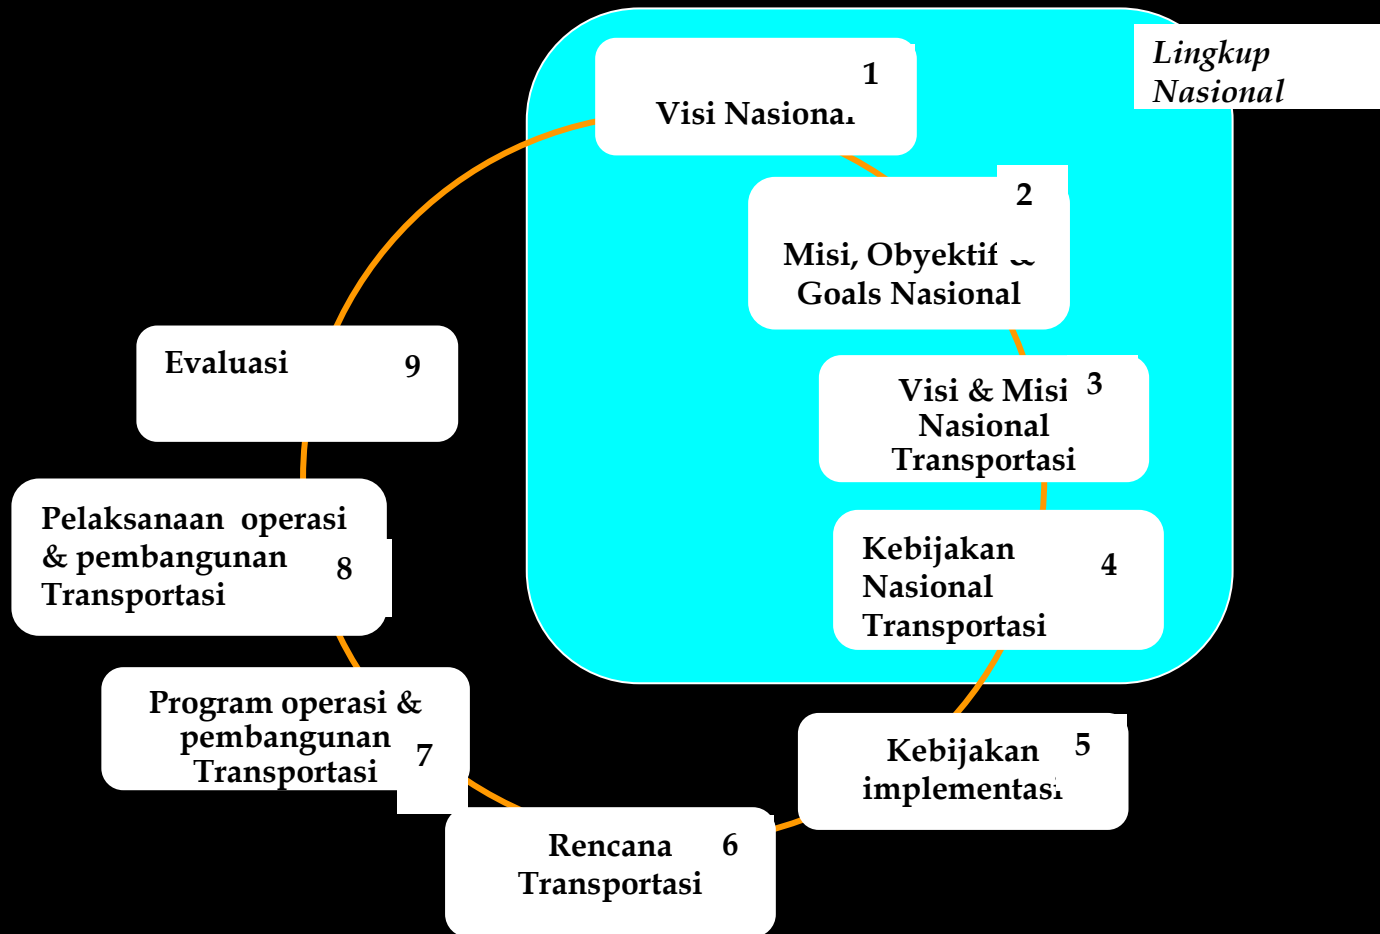 Lingkup
Nasional
1
Visi Nasional
2
Misi, Obyektif &
Goals Nasional
Visi & Misi 3
Nasional
Transportasi
Kebijakan
Nasional
Transportasi
4
Kebijakan 5
implementasi
Rencana 6
Transportasi
Program operasi &
pembangunan 7
Transportasi
Pelaksanaan operasi
& pembangunan 8
Transportasi
Evaluasi 9